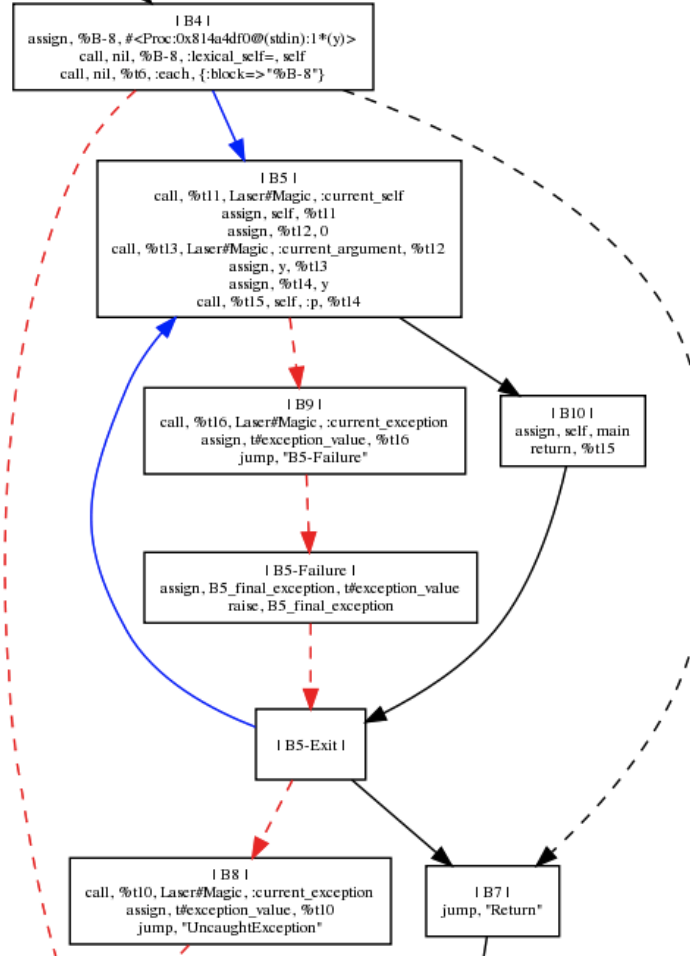 | B4 |
assign, %B-8, #<Proc:0x814a4df0@(stdin):1*(y)>
call, nil, %B-8, :lexical_self=, self
call, nil, %t6, :each, {:block=>"%B-8"}
| B5 |
call, %t11, Laser#Magic, :current_self
assign, self, %t11
assign, %t12, 0
call, %t13, Laser#Magic, :current_argument, %t12
assign, y, %t13
assign, %t14, y
call, %t15, self, :p, %t14
| B9 |
call, %t16, Laser#Magic, :current_exception
assign, t#exception_value, %t16
jump, "B5-Failure"
| B10 |
assign, self, main
return, %t15
| B5-Failure |
assign, B5_final_exception, t#exception_value
raise, B5_final_exception
| B5-Exit |
| B8 |
call, %t10, Laser#Magic, :current_exception
assign, t#exception_value, %t10
jump, "UncaughtException"
| B7 |
jump, "Return"